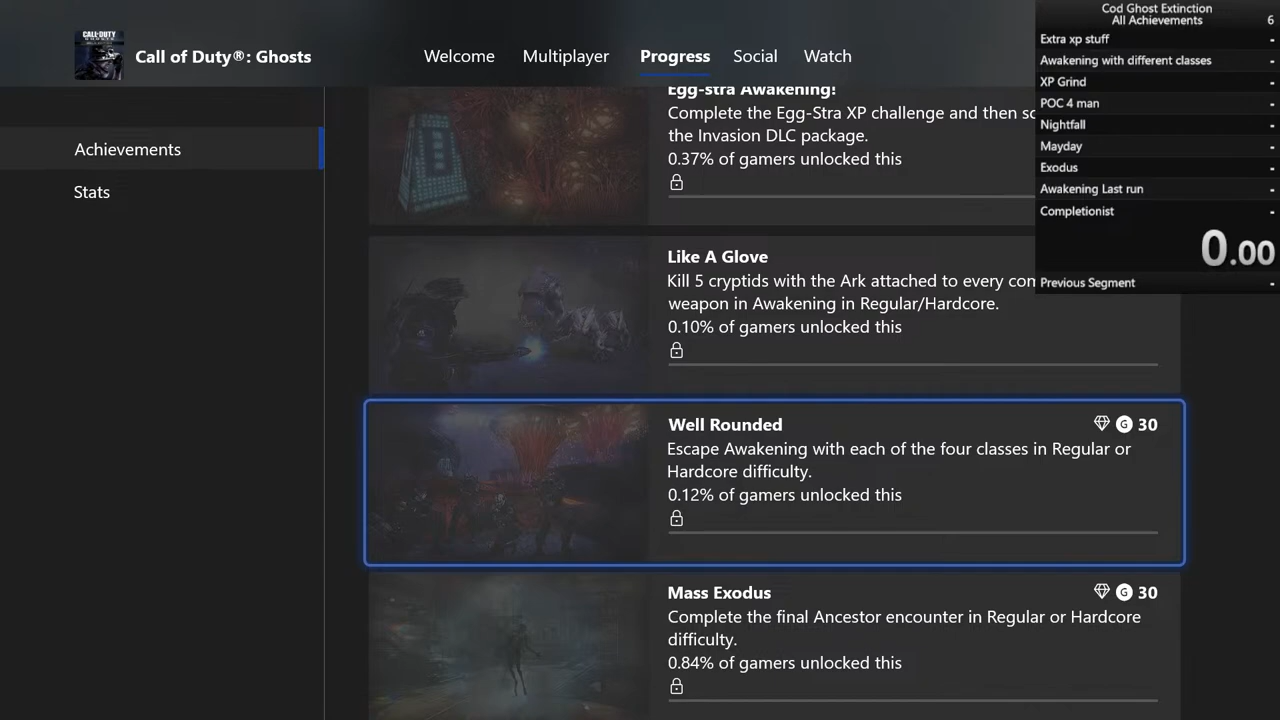 CALL OF DUTY
GHOSTS
Call of Duty®: Ghosts
Welcome
Multiplayer
Progress
Social
Watch
Achievements
Stats
Egg-stra Awakening!
Complete the Egg-Stra XP challenge and then sc
the Invasion DLC package.
0.37% of gamers unlocked this
Like A Glove
Kill 5 cryptids with the Ark attached to every con
weapon in Awakening in Regular/Hardcore.
0.10% of gamers unlocked this
Well Rounded
G 30
Escape Awakening with each of the four classes in Regular or
Hardcore difficulty.
0.12% of gamers unlocked this
Mass Exodus
G 30
Complete the final Ancestor encounter in Regular or Hardcore
difficulty.
0.84% of gamers unlocked this
Cod Ghost Extinction
All Achievements 6
Extra xp stuff -
Awakening with different classes -
XP Grind -
POC 4 man -
Nightfall -
Mayday -
Exodus -
Awakening Last run -
Completionist -
0.00
Previous Segment -